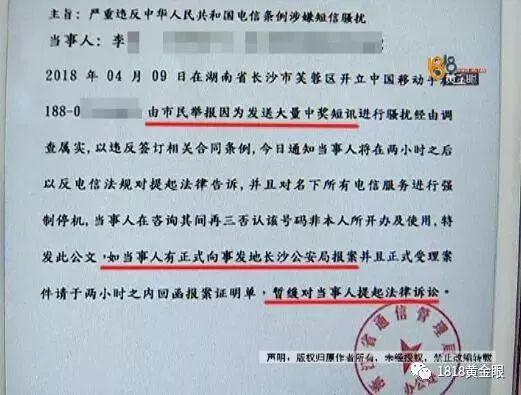 主旨：严重违反中华人民共和国电信条例涉嫌短信骚扰
当事人：李
1818
黄金眼
2018 年 04 月 09 日在湖南省长沙市芙蓉区开立中国移动手
188-0 由市民举报因为发送大量中奖短讯进行骚扰经由调
查属实，以违反签订相关合同条例，今日通知当事人将在两小时之后
以反电信法规对提起法律告诉，并且对名下所有电信服务进行强
制停机，当事人在咨询其间再三否认该号码非本人所开办及使用，特
发此公文，如当事人有正式向事发地长沙公安局报案并且正式受理案
件请于两小时之内回函报案证明单，暂缓对当事人提起法律诉讼。
浙江省通信管理局
办公室
声明：版权归原作者所有，未经授权，禁止改编转载
1818黄金眼